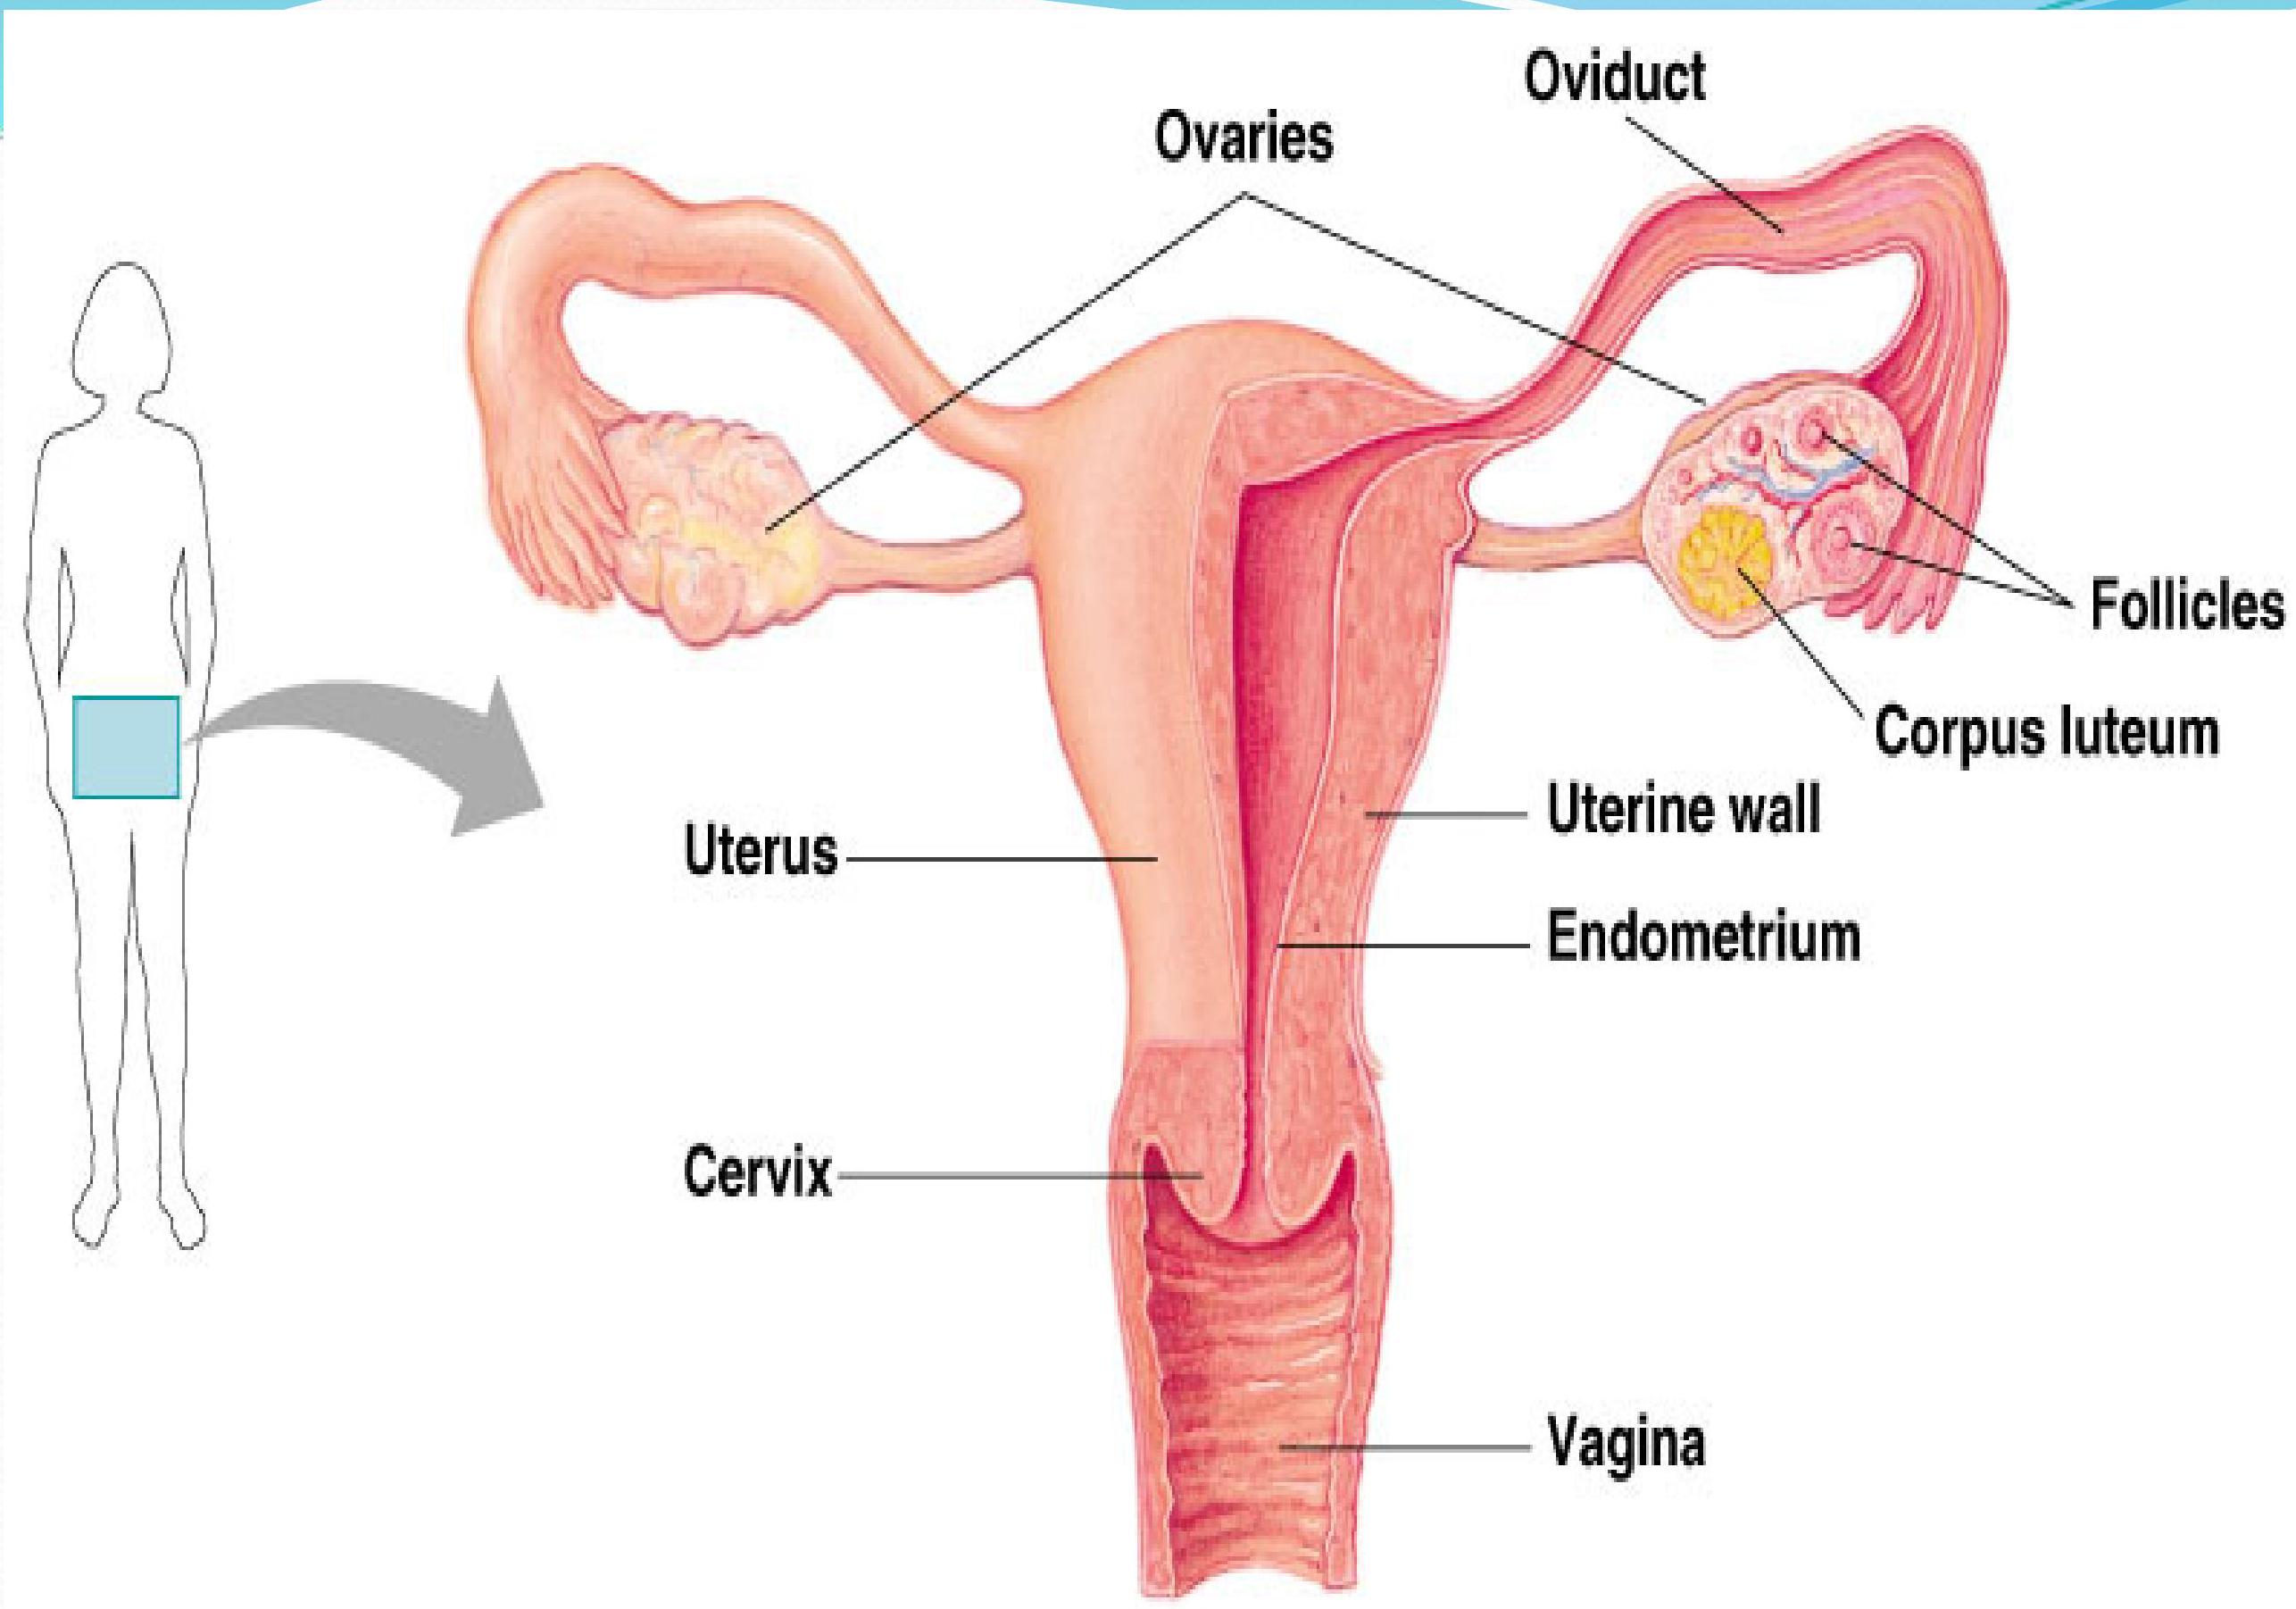 Oviduct
Ovaries
Follicles
Corpus luteum
Uterine wall
Uterus
Endometrium
Cervix
Vagina